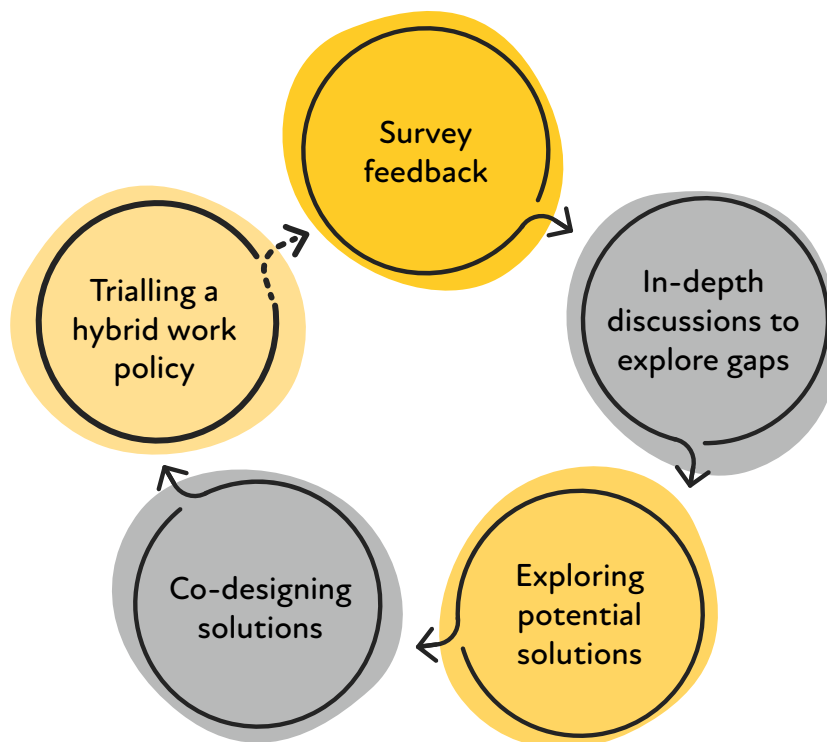 Survey
feedback
In-depth
discussions to
explore gaps
Exploring
potential
solutions
Co-designing
solutions
Trialling a
hybrid work
policy